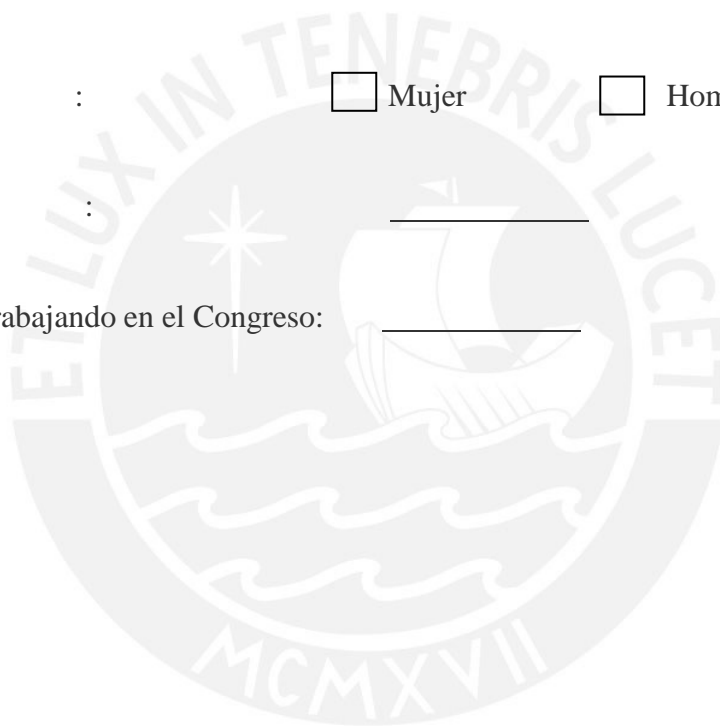 : Mujer Hom
:
rabajando en el Congreso:
ET LUX IN TENEBRIS LUCET
MCMXVII